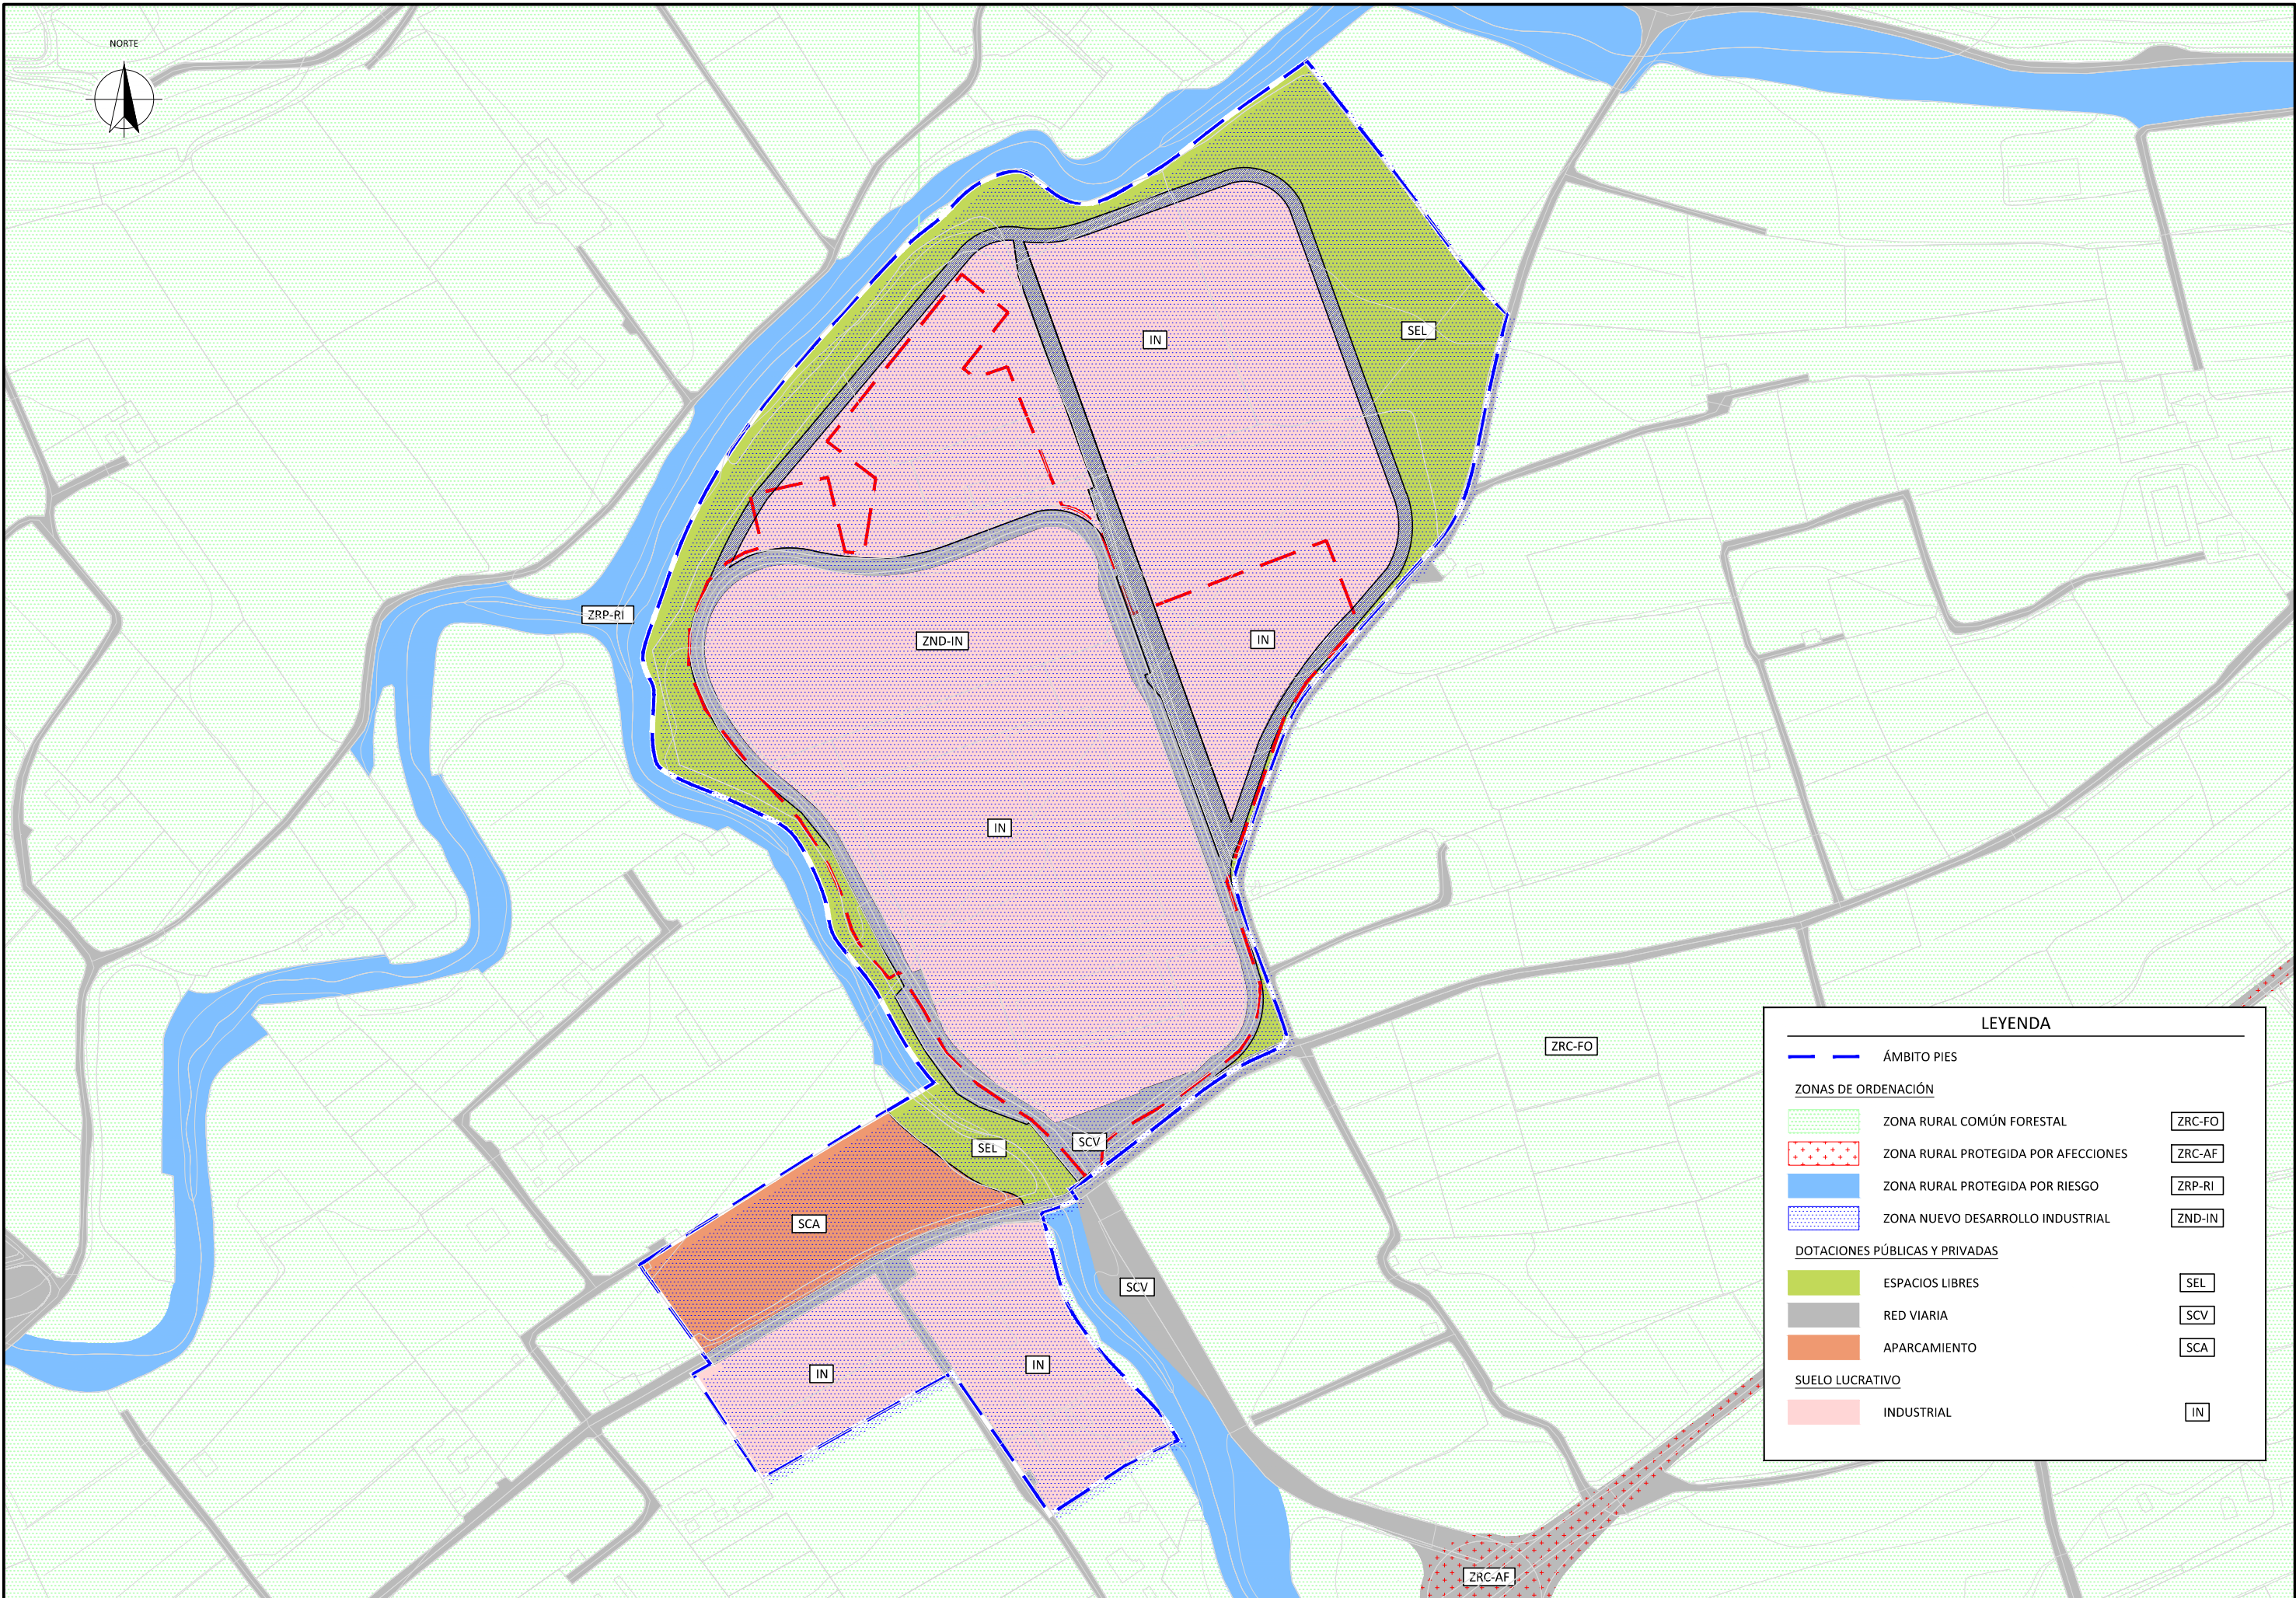 NORTE
IN
SEL
ZRP-RI
ZND-IN
IN
IN
ZRC-FO
SCV
SEL
SCA
SCV
IN
IN
ZRC-AF
LEYENDA
ÁMBITO PIES
ZONAS DE ORDENACIÓN
ZONA RURAL COMÚN FORESTAL ZRC-FO
ZONA RURAL PROTEGIDA POR AFECCIONES ZRC-AF
ZONA RURAL PROTEGIDA POR RIESGO ZRP-RI
ZONA NUEVO DESARROLLO INDUSTRIAL ZND-IN
DOTACIONES PÚBLICAS Y PRIVADAS
ESPACIOS LIBRES SEL
RED VIARIA SCV
APARCAMIENTO SCA
SUELO LUCRATIVO
INDUSTRIAL IN